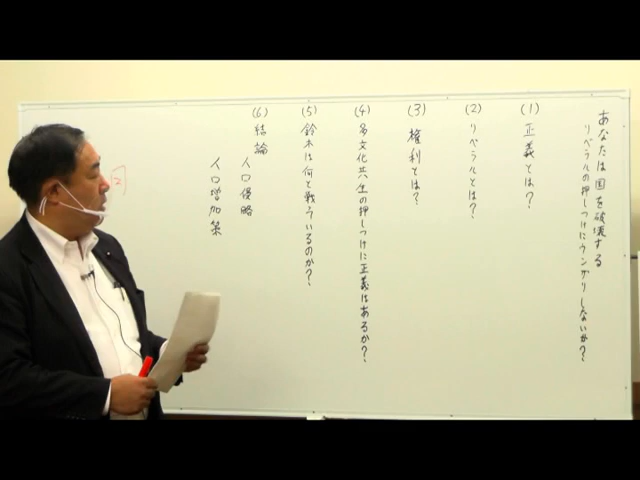 あなたは国を破壊する
リベラルの押しつけにウンザリしないか?
(1) 正義とは?
(2) リベラルとは?
(3) 権利とは?
(4) 多文化共生の押しつけに正義はあるか?
(5) 鈴木は何と戦ういるのか?
(6) 結論
人口侵略
人口増加策
[2]